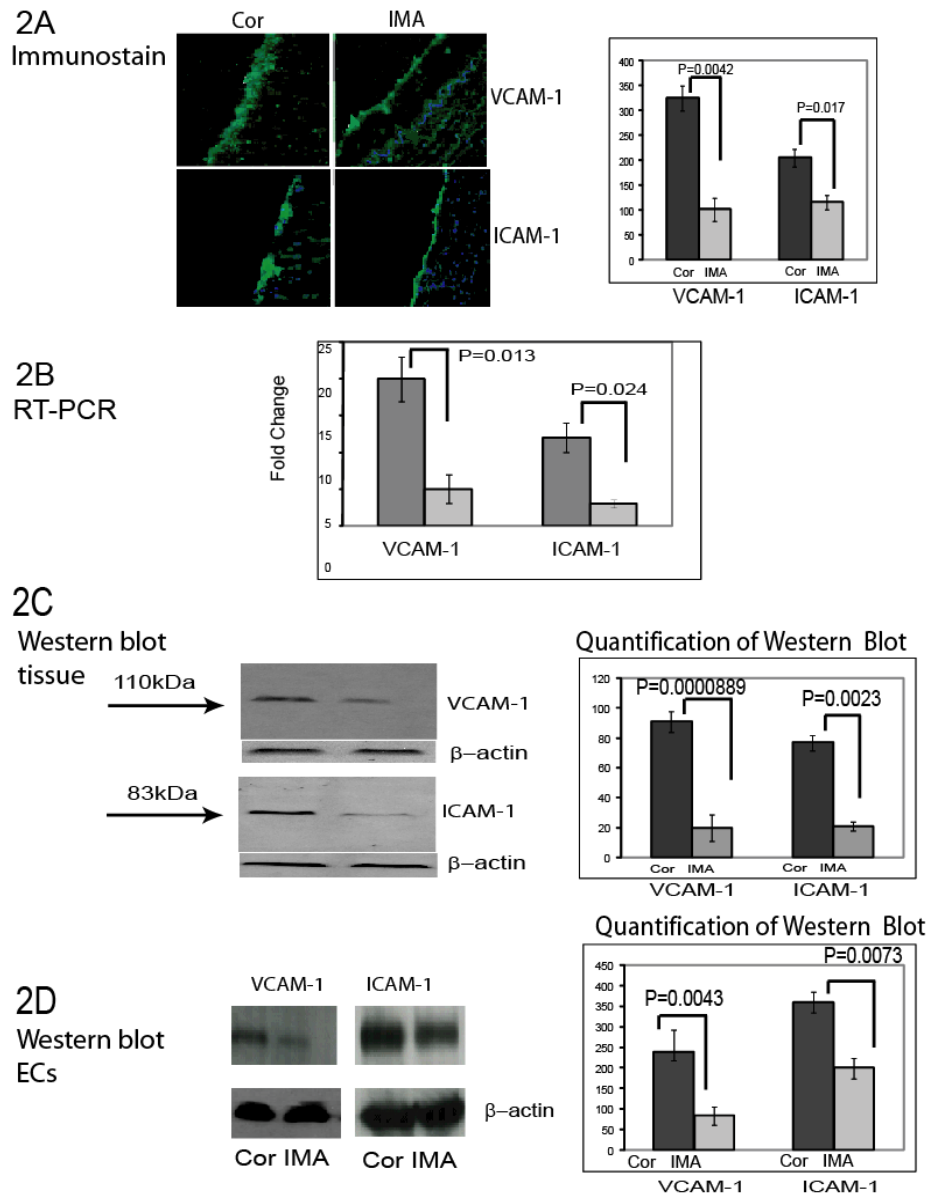 2A
Immunostain
Cor IMA
VCAM-1
ICAM-1
400
350
300
250
200
150
100
50
0
P=0.0042
P=0.017
Cor IMA Cor IMA
VCAM-1 ICAM-1
2B
RT-PCR
Fold Change
25
20
15
10
5
0
P=0.013
P=0.024
VCAM-1 ICAM-1
2C
Western blot
tissue
110kDa
VCAM-1
β–actin
83kDa
ICAM-1
β–actin
Quantification of Western Blot
120
100
80
60
40
20
0
P=0.0000889
P=0.0023
Cor IMA Cor IMA
VCAM-1 ICAM-1
2D
Western blot
ECs
VCAM-1 ICAM-1
β–actin
Cor IMA Cor IMA
Quantification of Western Blot
450
400
350
300
250
200
150
100
50
0
P=0.0043
P=0.0073
Cor IMA Cor IMA
VCAM-1 ICAM-1